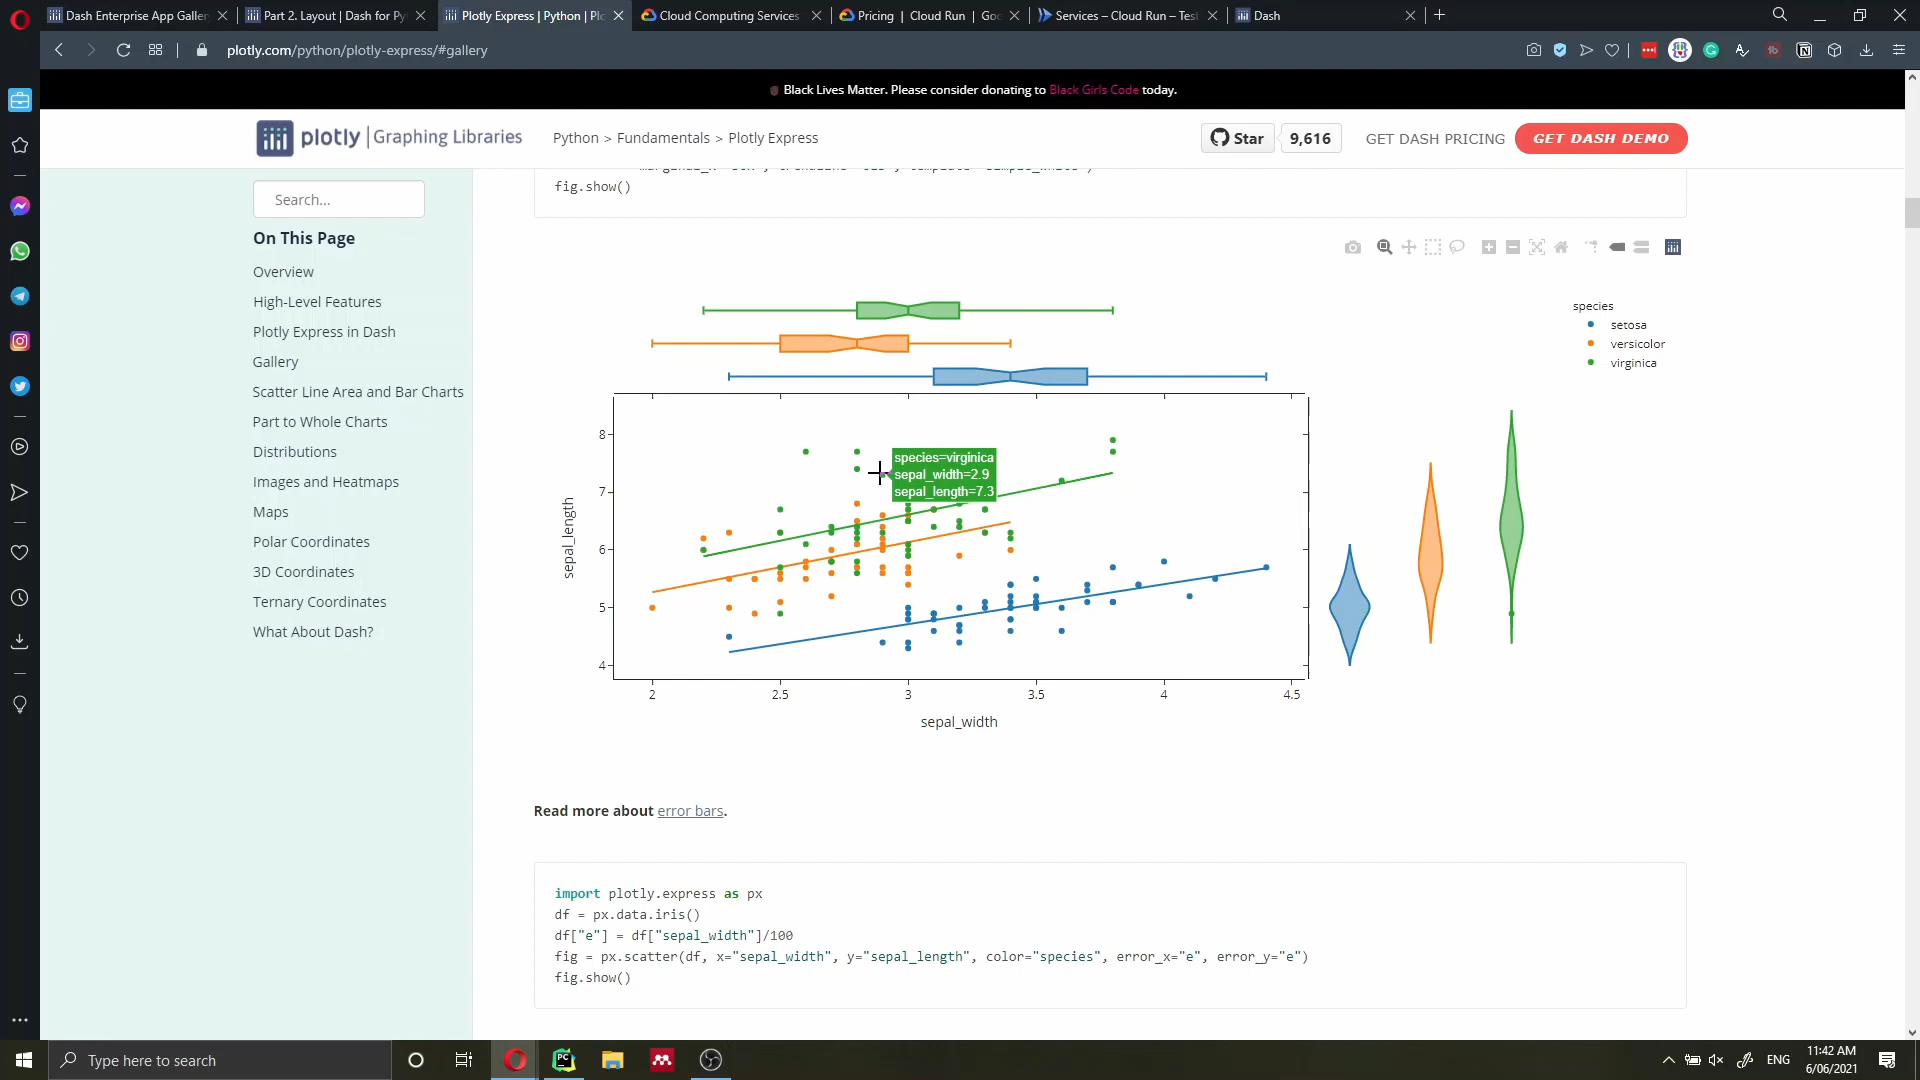 Dash Enterprise App Galler
Part 2. Layout | Dash for Py
Plotly Express | Python | Plo
Cloud Computing Services
Pricing | Cloud Run | Goo
Services – Cloud Run – Test
Dash
plotly.com/python/plotly-express/#gallery
Black Lives Matter. Please consider donating to Black Girls Code today.
plotly | Graphing Libraries
Python > Fundamentals > Plotly Express
Star
9,616
GET DASH PRICING
GET DASH DEMO
Search...
On This Page
Overview
High-Level Features
Plotly Express in Dash
Gallery
Scatter Line Area and Bar Charts
Part to Whole Charts
Distributions
Images and Heatmaps
Maps
Polar Coordinates
3D Coordinates
Ternary Coordinates
What About Dash?
fig.show()
species
setosa
versicolor
virginica
species=virginica
sepal_width=2.9
sepal_length=7.3
8
7
6
5
4
sepal_length
2
2.5
3
3.5
4
4.5
sepal_width
Read more about error bars.
import plotly.express as px
df = px.data.iris()
df["e"] = df["sepal_width"]/100
fig = px.scatter(df, x="sepal_width", y="sepal_length", color="species", error_x="e", error_y="e")
fig.show()
Type here to search
ENG
11:42 AM
6/06/2021